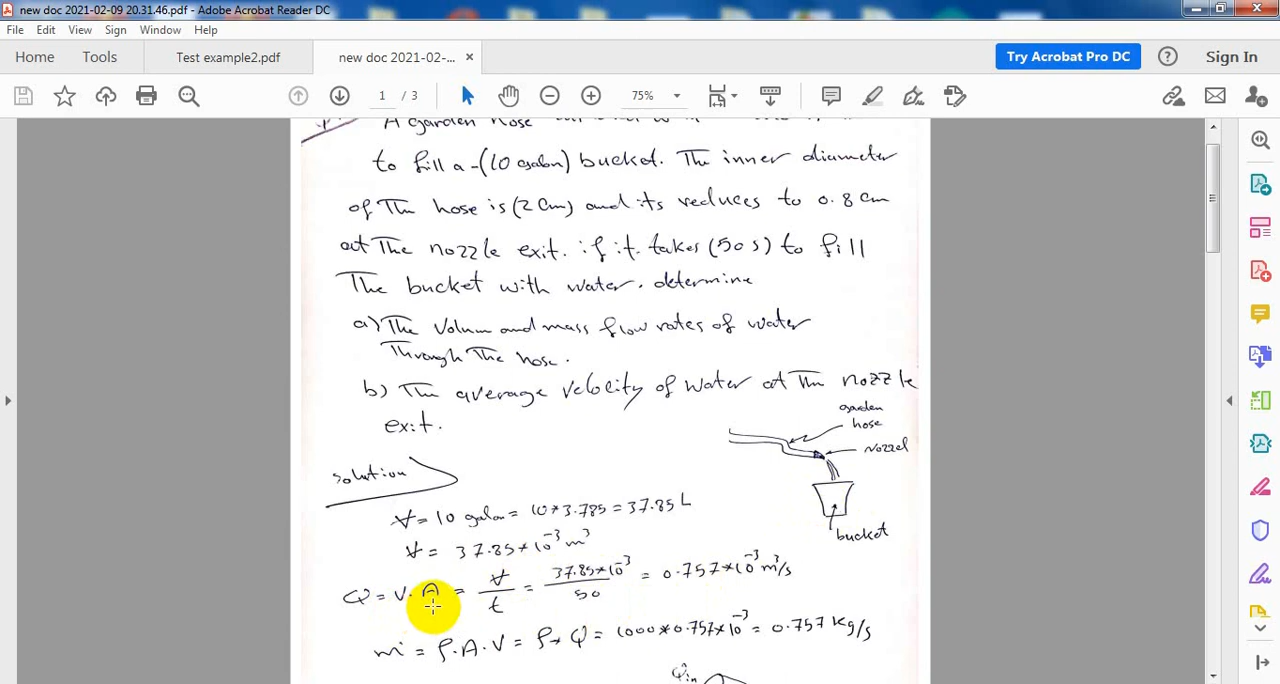 new doc 2021-02-09 20.31.46.pdf - Adobe Acrobat Reader DC
File Edit View Sign Window Help
Home Tools Test example2.pdf new doc 2021-02-... × Try Acrobat Pro DC ? Sign In
1 / 3 75%
A garden hose
to fill a (10 galon) bucket. The inner diameter
of The hose is (2 cm) and its reduces to 0.8 cm
at The nozzle exit. if it takes (50 s) to fill
The bucket with water. determine
a) The Volum and mass flow rates of water
Through The hose.
b) The average velocity of water at The nozzle
exit.
garden
hose
nozzel
bucket
solution
V = 10 galon = 10*3.785 = 37.85 L
V = 37.85*10^-3 m^3
Q = V.A = V/t = 37.85*10^-3/50 = 0.757*10^-3 m^3/s
m = ρ.A.V = ρ*Q = 1000*0.757*10^-3 = 0.757 kg/s
Qin